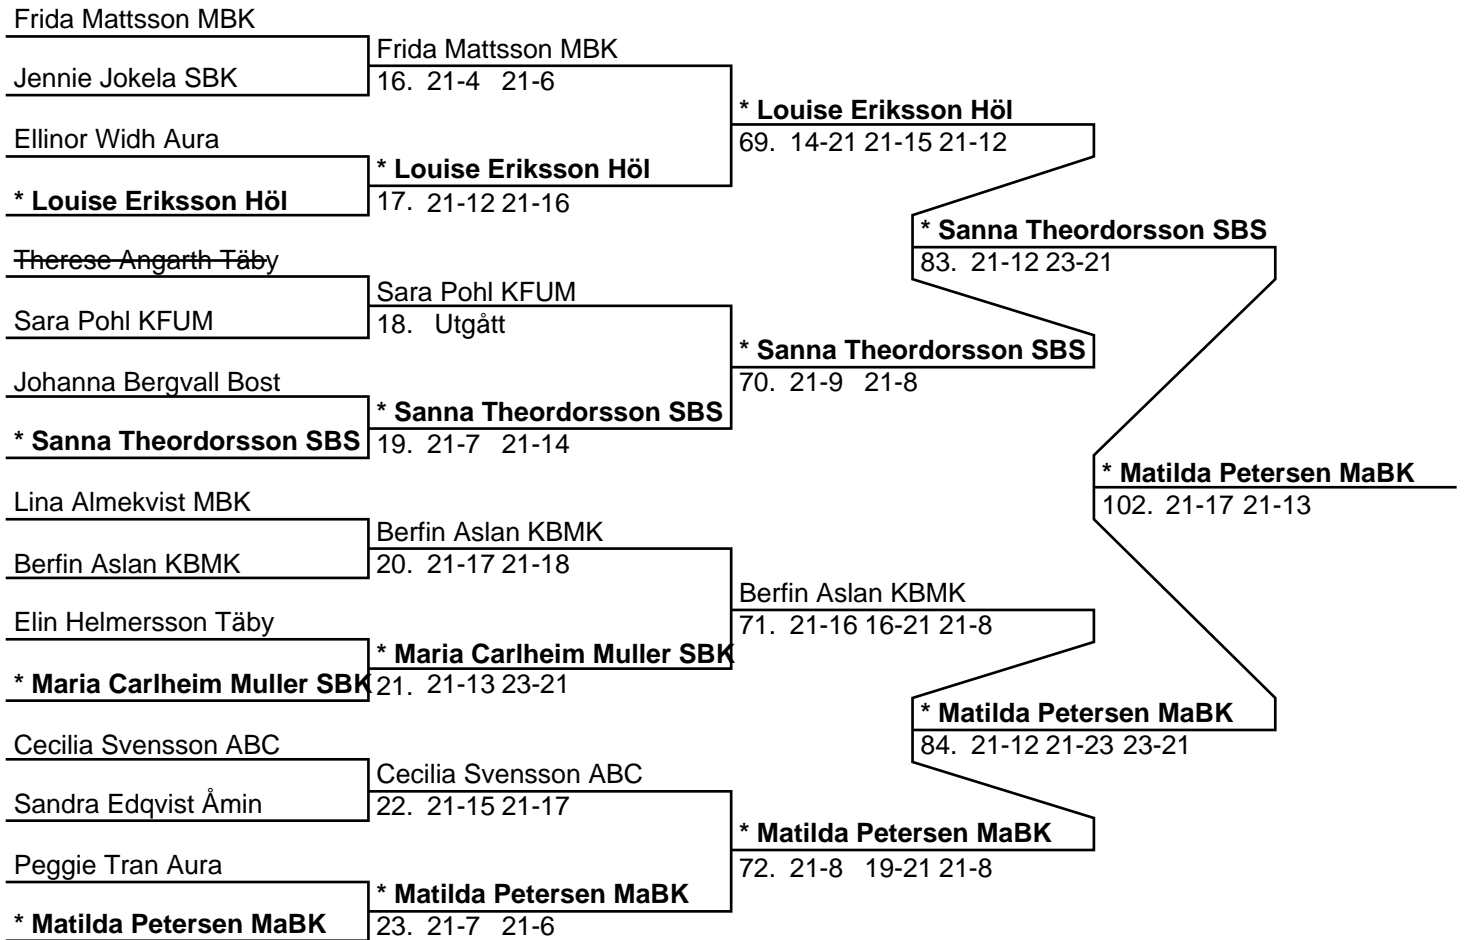 Frida Mattsson MBK
Jennie Jokela SBK
Ellinor Widh Aura
* Louise Eriksson Höl
Therese Angarth Täby
Sara Pohl KFUM
Johanna Bergvall Bost
* Sanna Theordorsson SBS
Lina Almekvist MBK
Berfin Aslan KBMK
Elin Helmersson Täby
* Maria Carlheim Muller SBK
Cecilia Svensson ABC
Sandra Edqvist Åmin
Peggie Tran Aura
* Matilda Petersen MaBK
Frida Mattsson MBK
16. 21-4 21-6
* Louise Eriksson Höl
17. 21-12 21-16
Sara Pohl KFUM
18. Utgått
* Sanna Theordorsson SBS
19. 21-7 21-14
Berfin Aslan KBMK
20. 21-17 21-18
* Maria Carlheim Muller SBK
21. 21-13 23-21
Cecilia Svensson ABC
22. 21-15 21-17
* Matilda Petersen MaBK
23. 21-7 21-6
* Louise Eriksson Höl
69. 14-21 21-15 21-12
* Sanna Theordorsson SBS
70. 21-9 21-8
Berfin Aslan KBMK
71. 21-16 16-21 21-8
* Matilda Petersen MaBK
72. 21-8 19-21 21-8
* Sanna Theordorsson SBS
83. 21-12 23-21
* Matilda Petersen MaBK
84. 21-12 21-23 23-21
* Matilda Petersen MaBK
102. 21-17 21-13